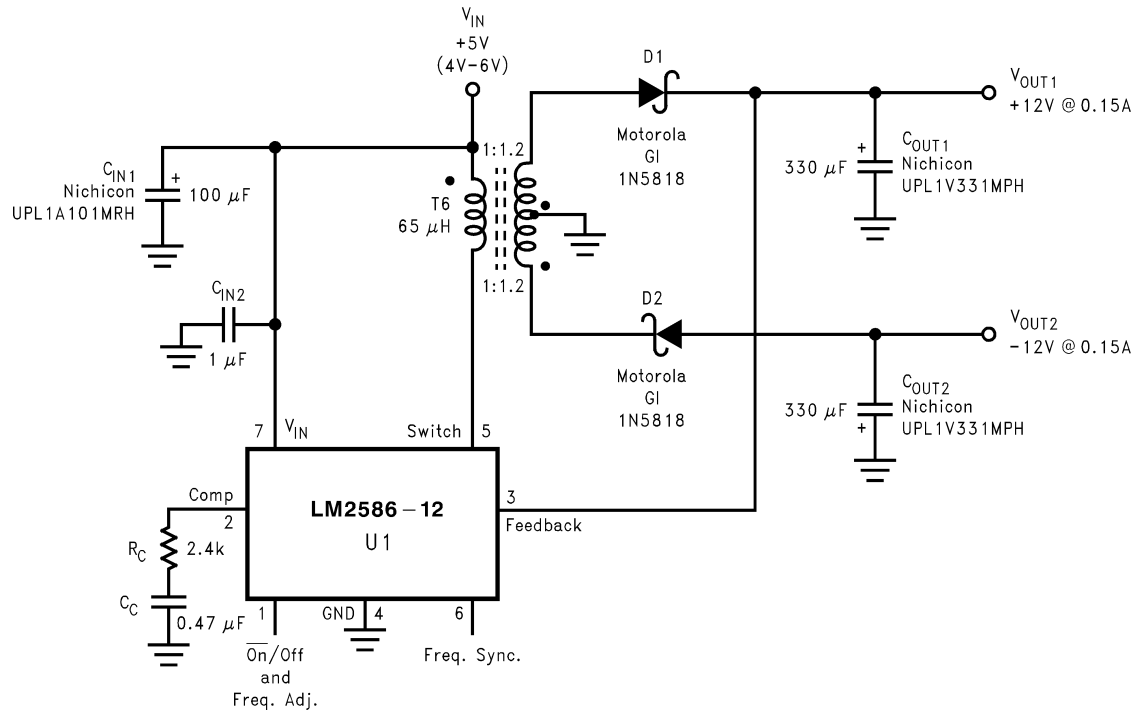 V_IN
+5V
(4V-6V)
D1
V_OUT1
+12V @ 0.15A
Motorola
GI
1N5818
C_OUT1
Nichicon
UPL1V331MPH
330 μF
+
1:1.2
C_IN1
Nichicon
UPL1A101MRH
+
100 μF
T6
65 μH
1:1.2
C_IN2
1 μF
D2
V_OUT2
-12V @ 0.15A
Motorola
GI
1N5818
330 μF
+
C_OUT2
Nichicon
UPL1V331MPH
7
V_IN
Switch
5
Comp
2
LM2586-12
U1
3
Feedback
R_C
2.4k
C_C
0.47 μF
1
GND
4
6
O̅n̅/Off
and
Freq. Adj.
Freq. Sync.